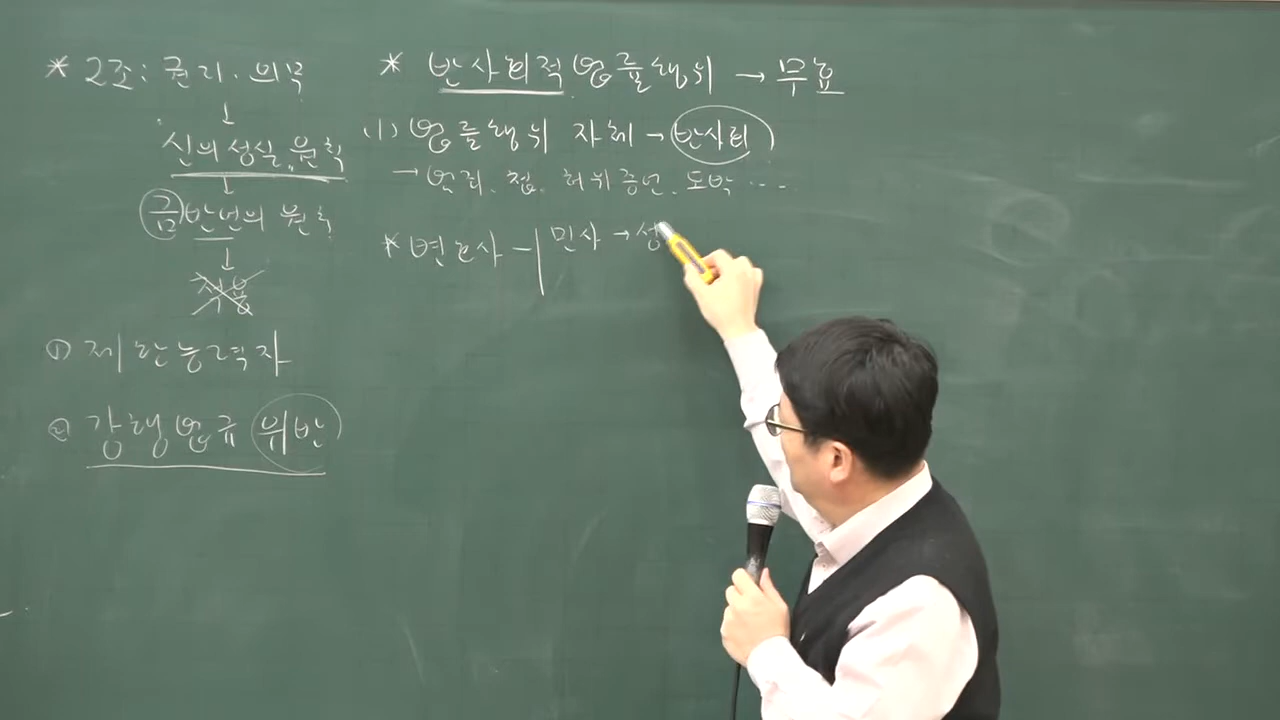 * 2조: 권리·의무
↓
신의성실 원칙
↓
금반언의 원칙
↓
적용
① 제한능력자
② 강행법규 위반
* 반사회적 법률행위 → 무효
(1) 법률행위 자체 → 반사회
→ 범죄, 첩, 허위증언, 도박 ....
* 변호사 - 민사 → 성